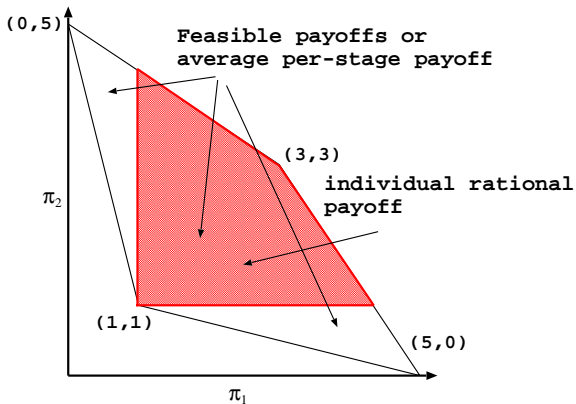 (0,5)
Feasible payoffs or
average per-stage payoff
(3,3)
individual rational
payoff
π2
(1,1)
(5,0)
π1